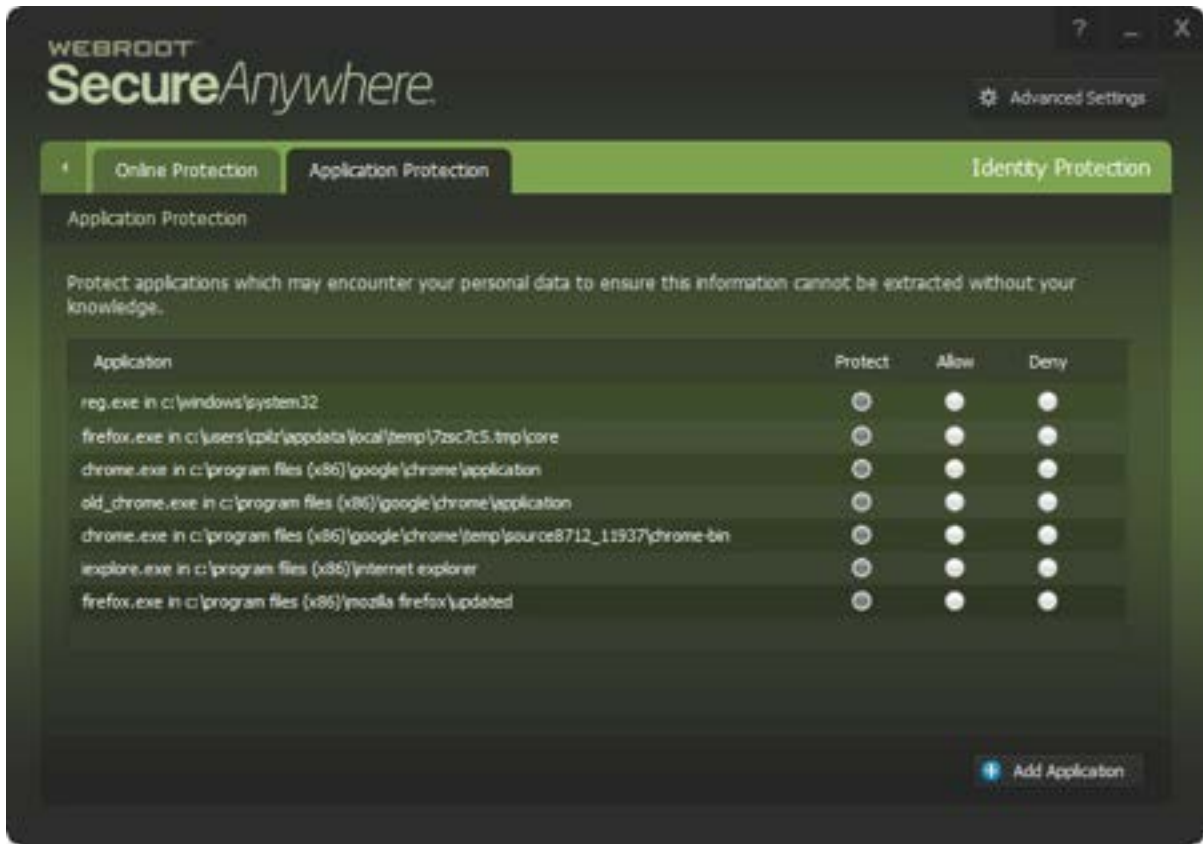 ? _ X
WEBROOT
SecureAnywhere.
Advanced Settings
Online Protection
Application Protection
Identity Protection
Application Protection
Protect applications which may encounter your personal data to ensure this information cannot be extracted without your
knowledge.
Application Protect Allow Deny
reg.exe in c:\windows\system32
firefox.exe in c:\users\cpilz\appdata\local\temp\7zsc7c5.tmp\core
chrome.exe in c:\program files (x86)\google\chrome\application
old_chrome.exe in c:\program files (x86)\google\chrome\application
chrome.exe in c:\program files (x86)\google\chrome\temp\source8712_11937\chrome-bin
iexplore.exe in c:\program files (x86)\internet explorer
firefox.exe in c:\program files (x86)\mozilla firefox\updated
Add Application